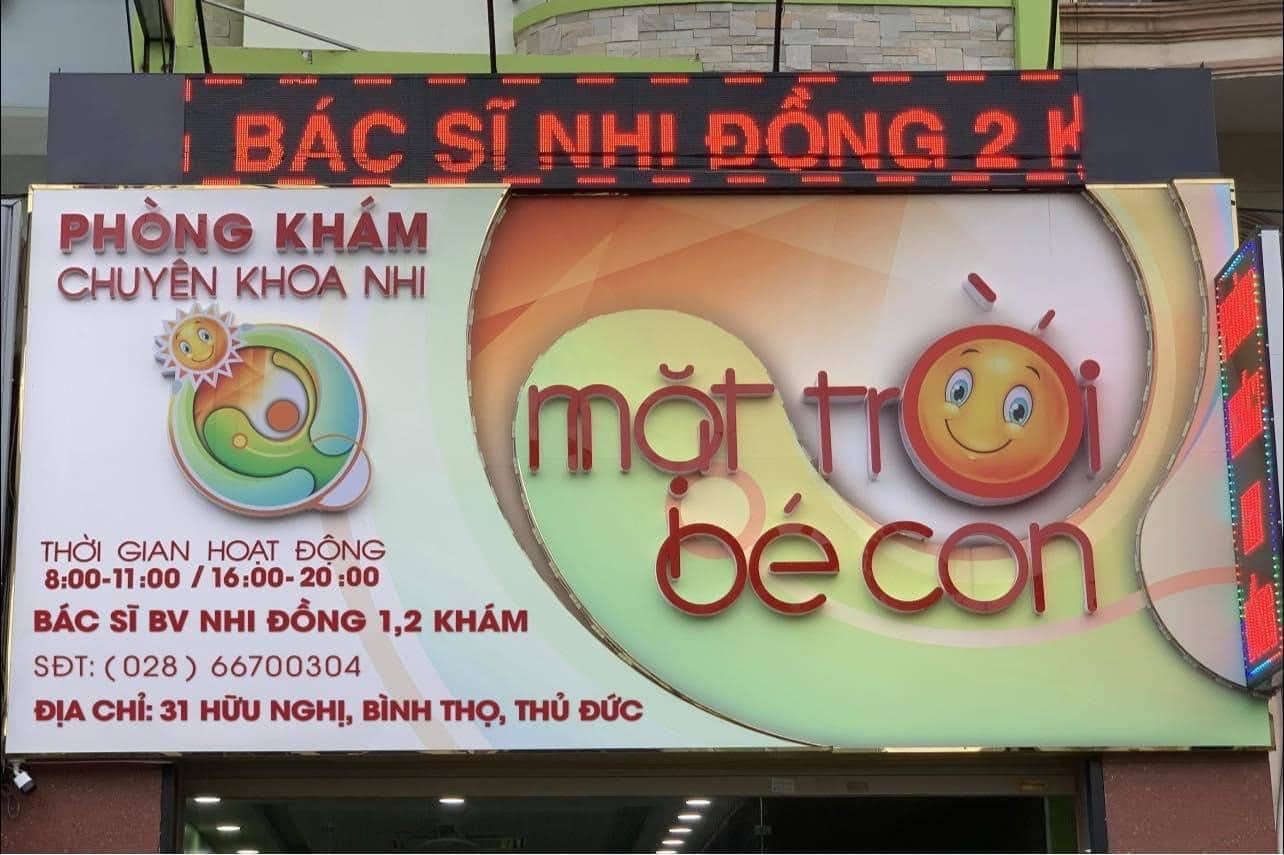 BÁC SĨ NHI ĐỒNG 2
PHÒNG KHÁM
CHUYÊN KHOA NHI
mặt trời
bé con
THỜI GIAN HOẠT ĐỘNG
8:00-11:00 / 16:00-20:00
BÁC SĨ BV NHI ĐỒNG 1,2 KHÁM
SĐT: (028) 66700304
ĐỊA CHỈ: 31 HỮU NGHỊ, BÌNH THỌ, THỦ ĐỨC